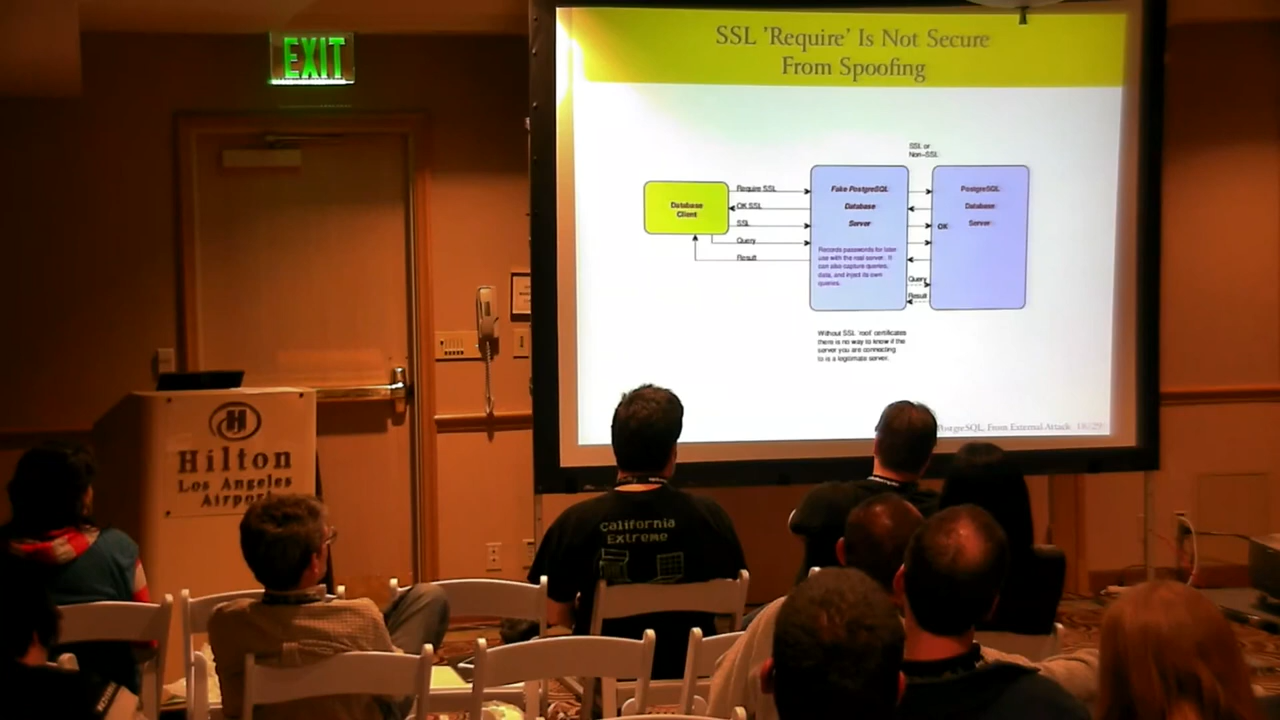 EXIT
SSL 'Require' Is Not Secure
From Spoofing
SSL or
Non-SSL
Database
Client
Require SSL
OK SSL
SSL
Query
Result
Fake PostgreSQL
Database
Server
Records passwords for later
use with the real server. It
can also capture queries,
data, and inject its own
queries.
PostgreSQL
Database
Server
OK
Query
Result
Without SSL 'root' certificates
there is no way to know if the
server you are connecting
to is a legitimate server.
PostgreSQL, From External Attack 18/29
H
Hilton
Los Angeles
Airport
California
Extreme